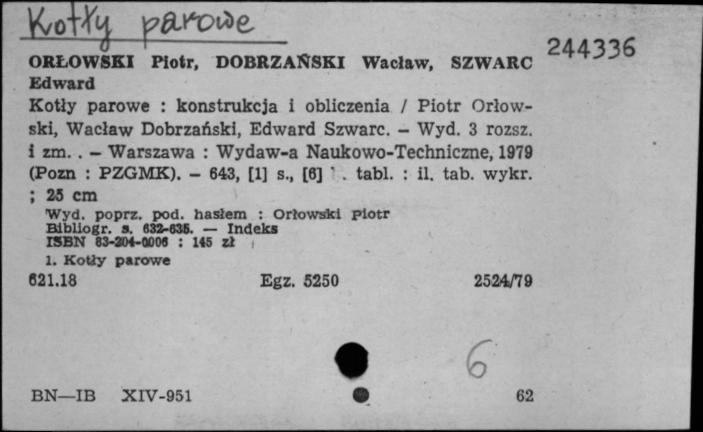 Kotły parowe
244336
ORŁOWSKI Piotr, DOBRZAŃSKI Wacław, SZWARC
Edward
Kotły parowe : konstrukcja i obliczenia / Piotr Orłow-
ski, Wacław Dobrzański, Edward Szwarc. – Wyd. 3 rozsz.
i zm. . – Warszawa : Wydaw-a Naukowo-Techniczne, 1979
(Pozn : PZGMK). – 643, [1] s., [6] . tabl. : il. tab. wykr.
; 25 cm
Wyd. poprz. pod. hasłem : Orłowski Piotr
Bibliogr. s. 632-635. — Indeks
ISBN 83-204-0006 : 145 zł
1. Kotły parowe
621.18 Egz. 5250 2524/79
6
BN—IB XIV-951 62